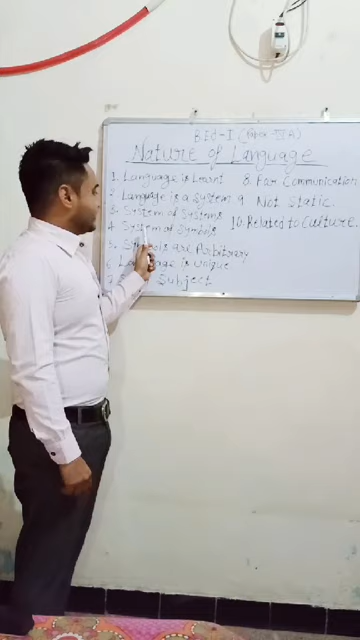 B.Ed-I (
Nature of Language
1. Language is Learnt
2. Language is a System
3. System of Systems
4. System of Symbols
5. Symbols are Arbitrary
6. Language is Unique
7. Subject
8. For Communication
9. Not Static.
10. Related to Culture.